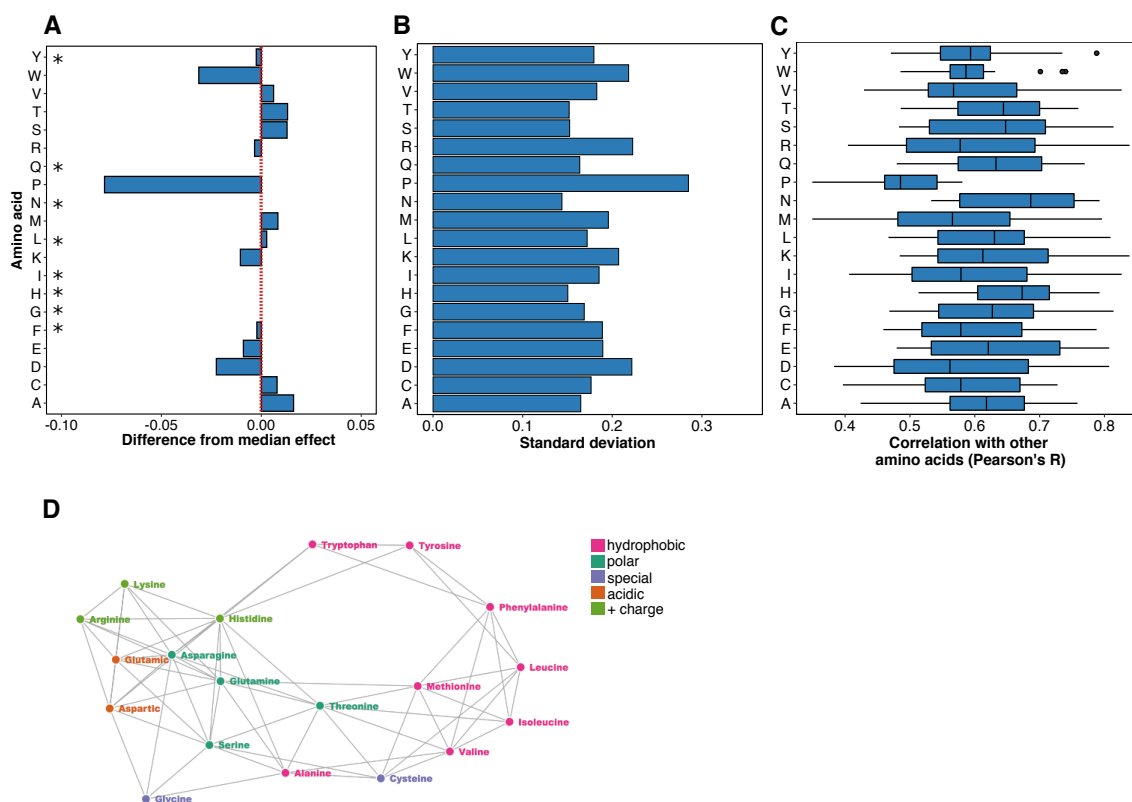 A
B
C
Amino acid
Y *
W
V
T
S
R
Q *
P
N *
M
L *
K
I *
H *
G *
F *
E
D
C
A
-0.10 -0.05 0.00 0.05
Difference from median effect
Y
W
V
T
S
R
Q
P
N
M
L
K
I
H
G
F
E
D
C
A
0.0 0.1 0.2 0.3
Standard deviation
Y
W
V
T
S
R
Q
P
N
M
L
K
I
H
G
F
E
D
C
A
0.4 0.5 0.6 0.7 0.8
Correlation with other
amino acids (Pearson's R)
D
Tryptophan
Tyrosine
Lysine
Phenylalanine
Arginine
Histidine
Glutamic
Asparagine
Leucine
Glutamine
Methionine
Aspartic
Threonine
Isoleucine
Serine
Valine
Alanine
Cysteine
Glycine
hydrophobic
polar
special
acidic
+ charge